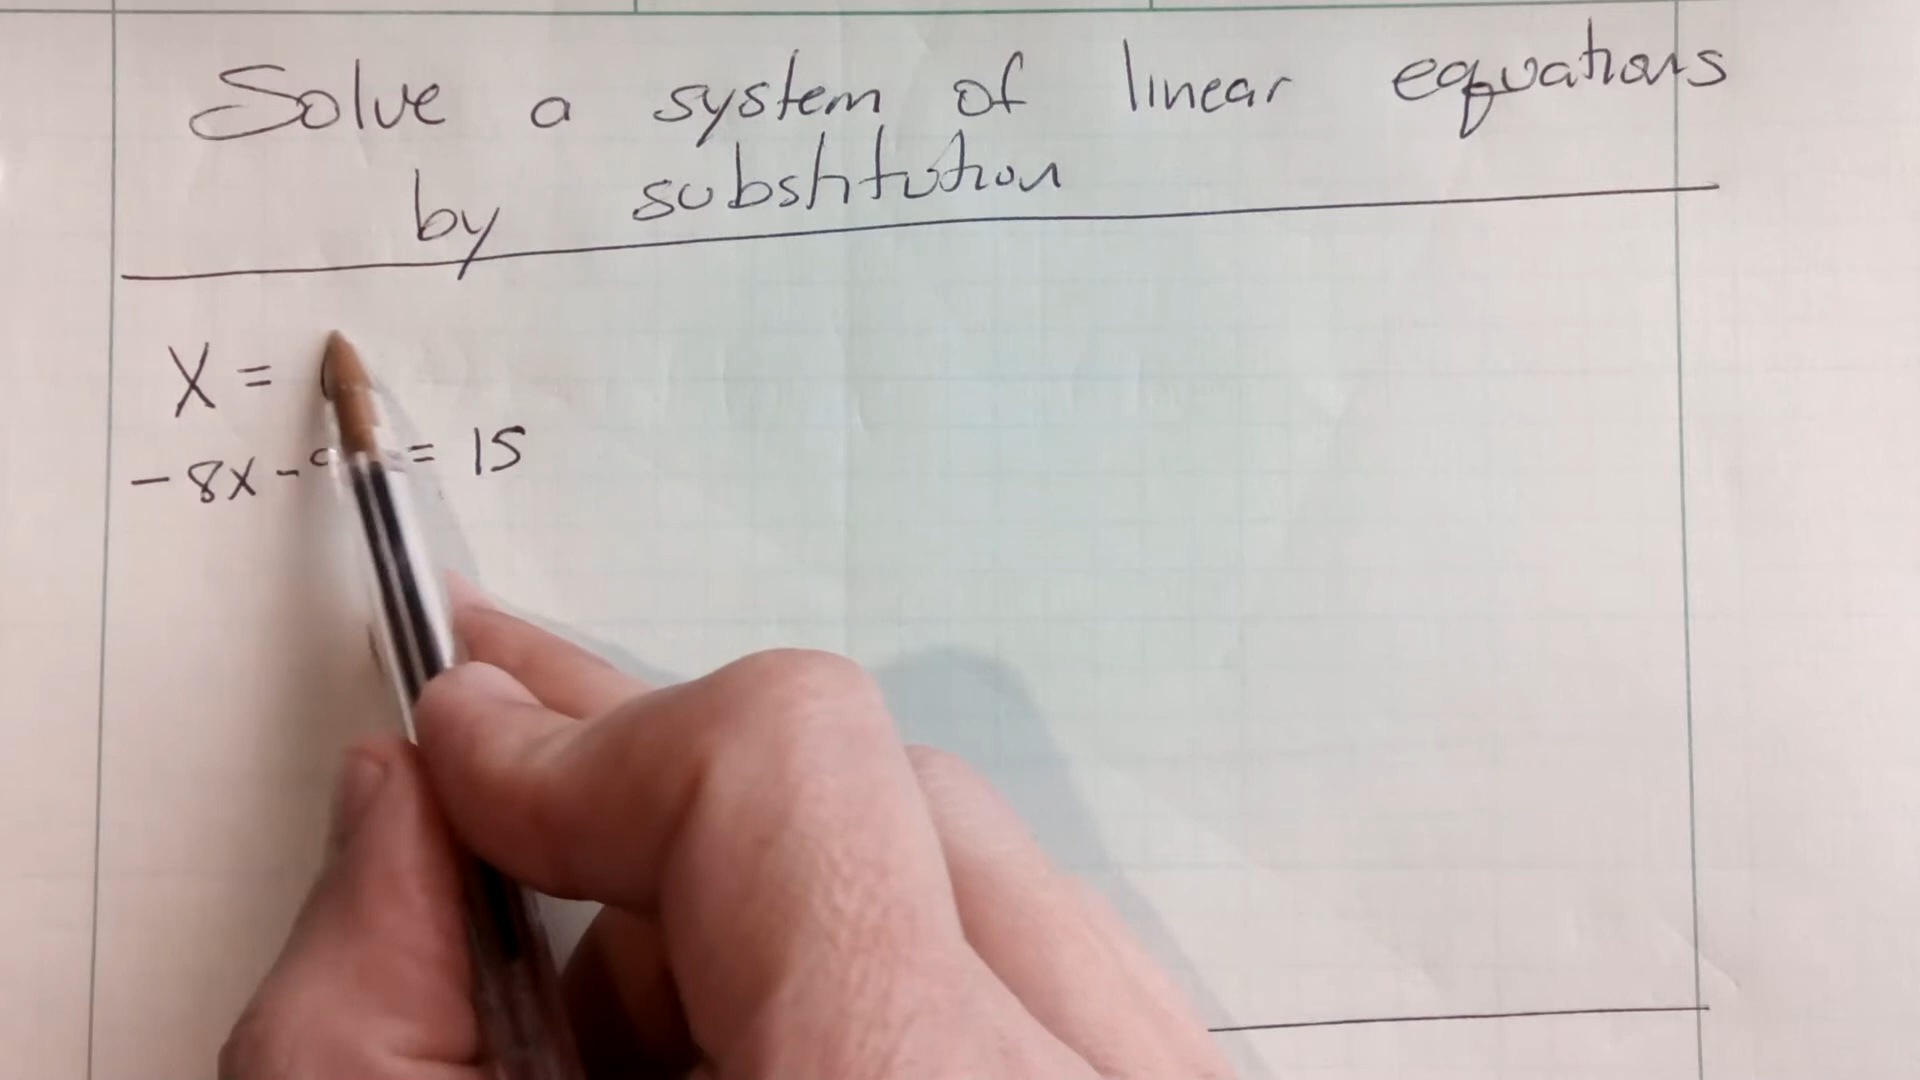 Solve a system of linear equations
by substitution
X =
-8x - = 15